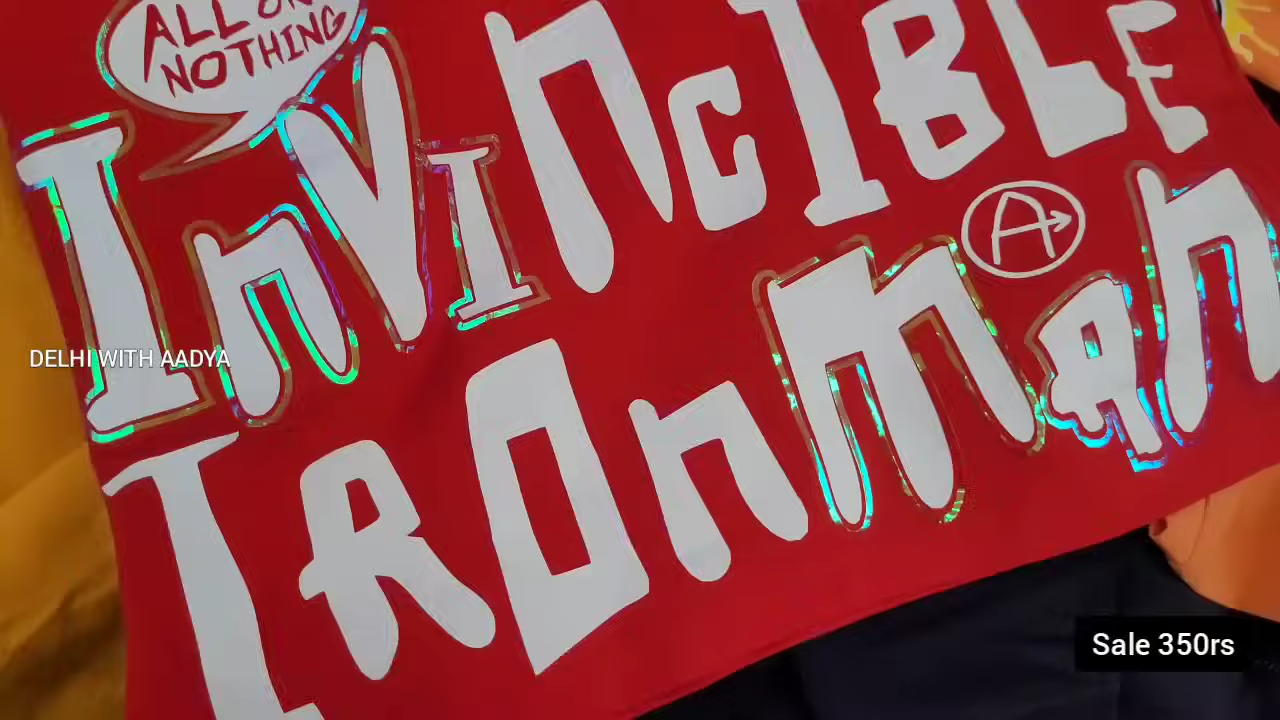 ALL OR
NOTHING
INVINCIBLE
IRONMAN
A
DELHI WITH AADYA
Sale 350rs